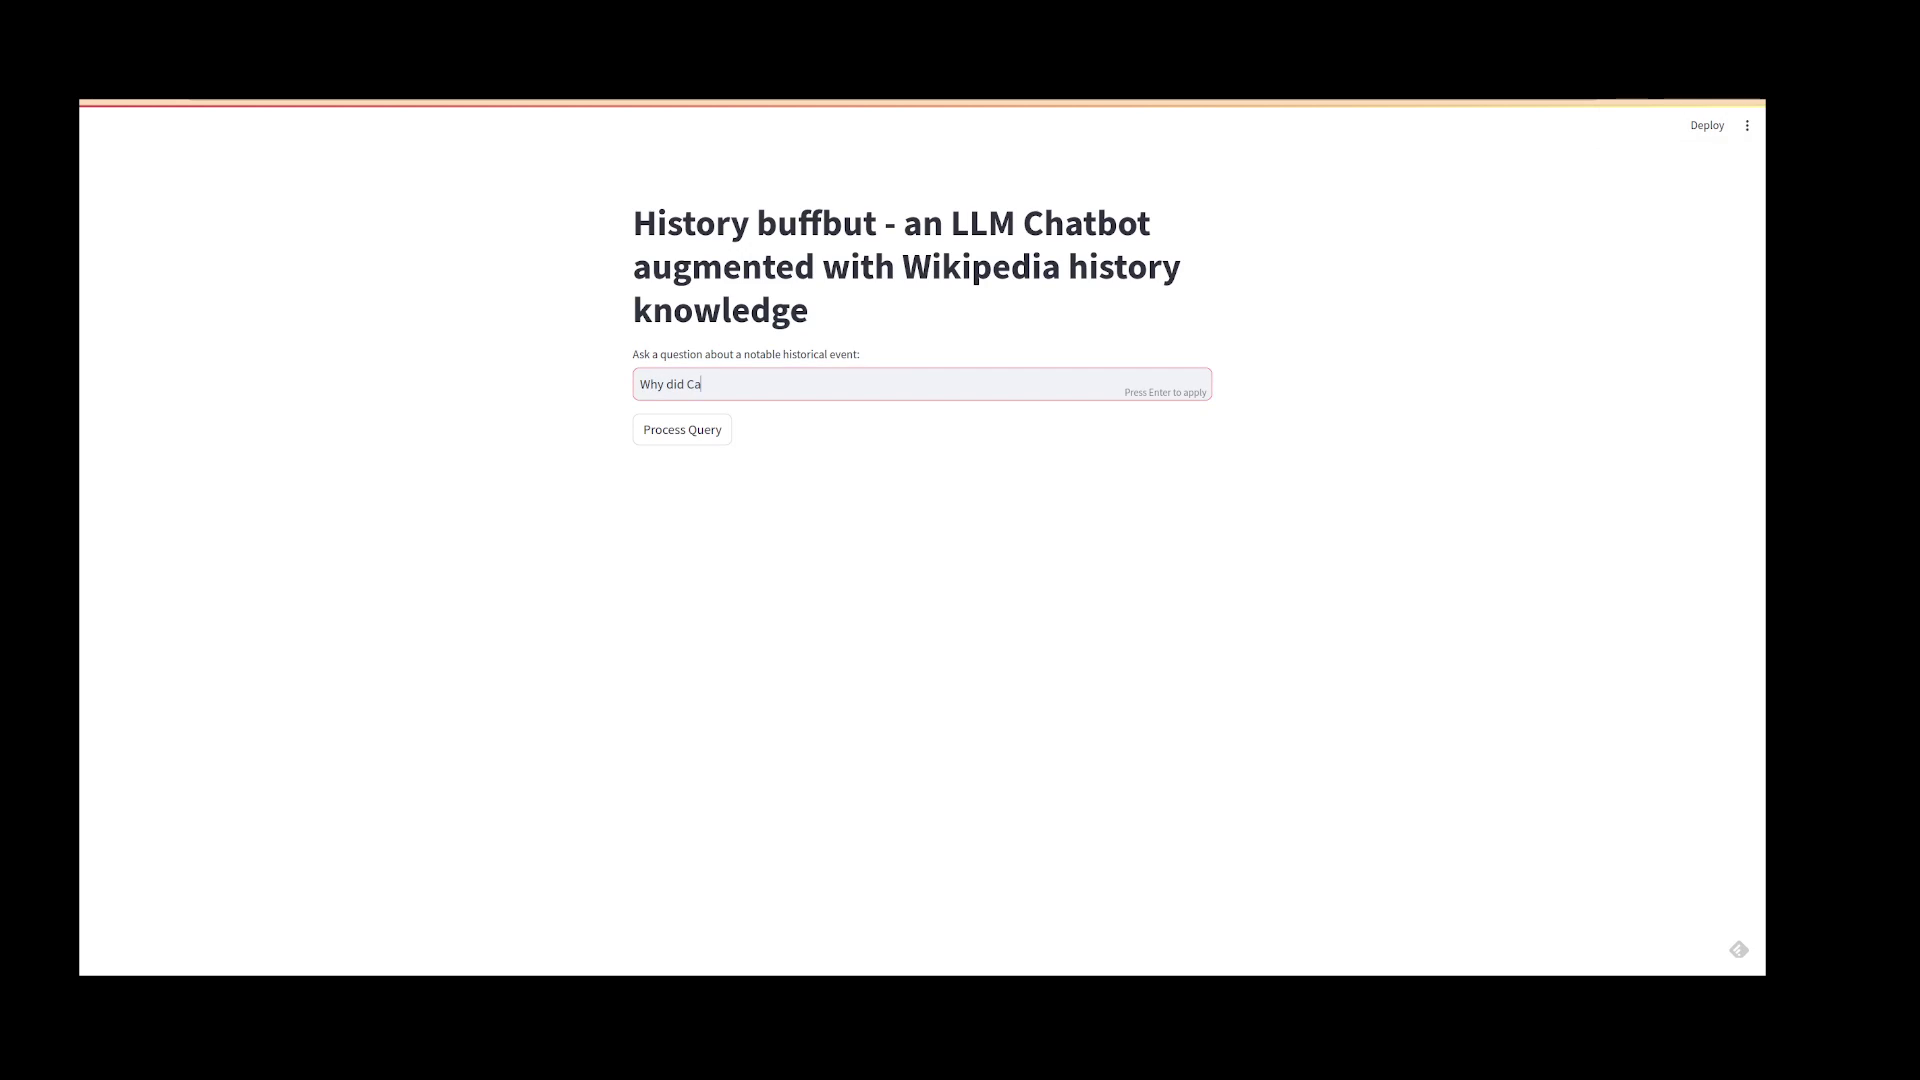 Deploy
History buffbut - an LLM Chatbot
augmented with Wikipedia history
knowledge
Ask a question about a notable historical event:
Why did Ca
Press Enter to apply
Process Query